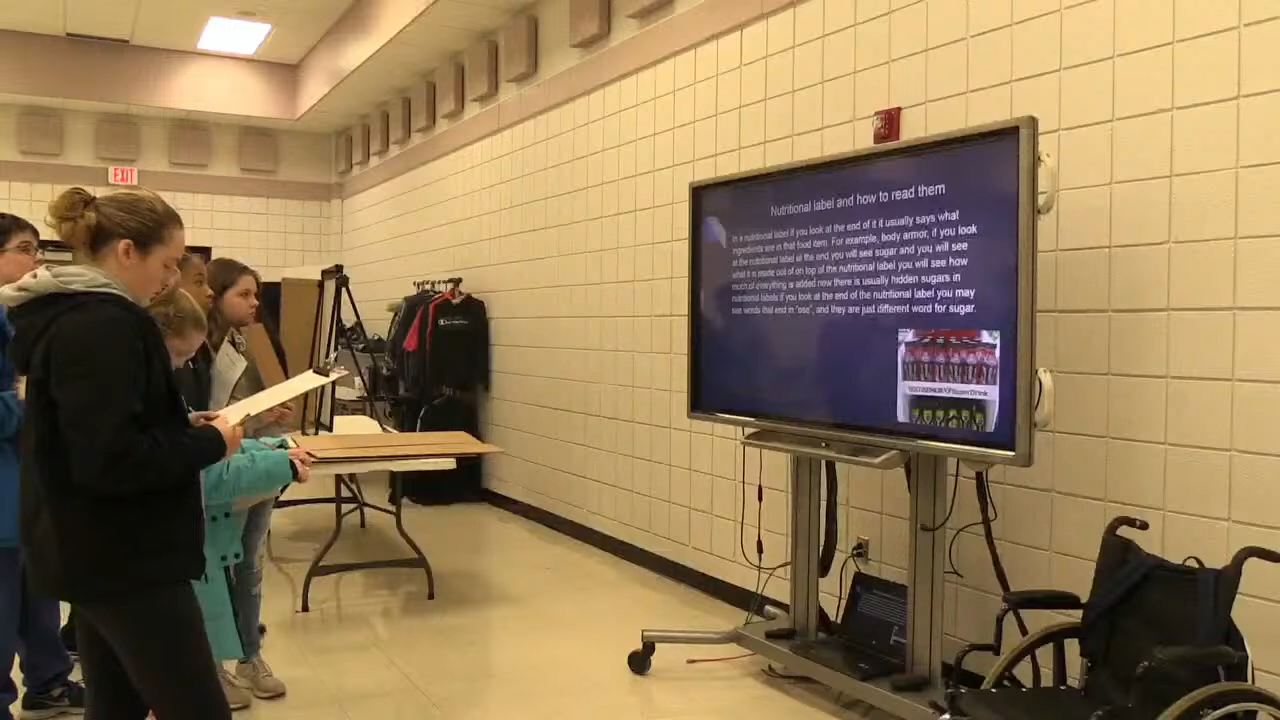 EXIT
Champion
Nutritional label and how to read them
In a nutritional label if you look at the end of it it usually says what
ingredients are in that food item. For example, body armor, if you look
at the nutritional label at the end you will see sugar and you will see
what it is made out of on top of the nutritional label you will see how
much of everything is added now there is usually hidden sugars in
nutritional labels if you look at the end of the nutritional label you may
see words that end in "ose", and they are just different word for sugar.
SuperDrink